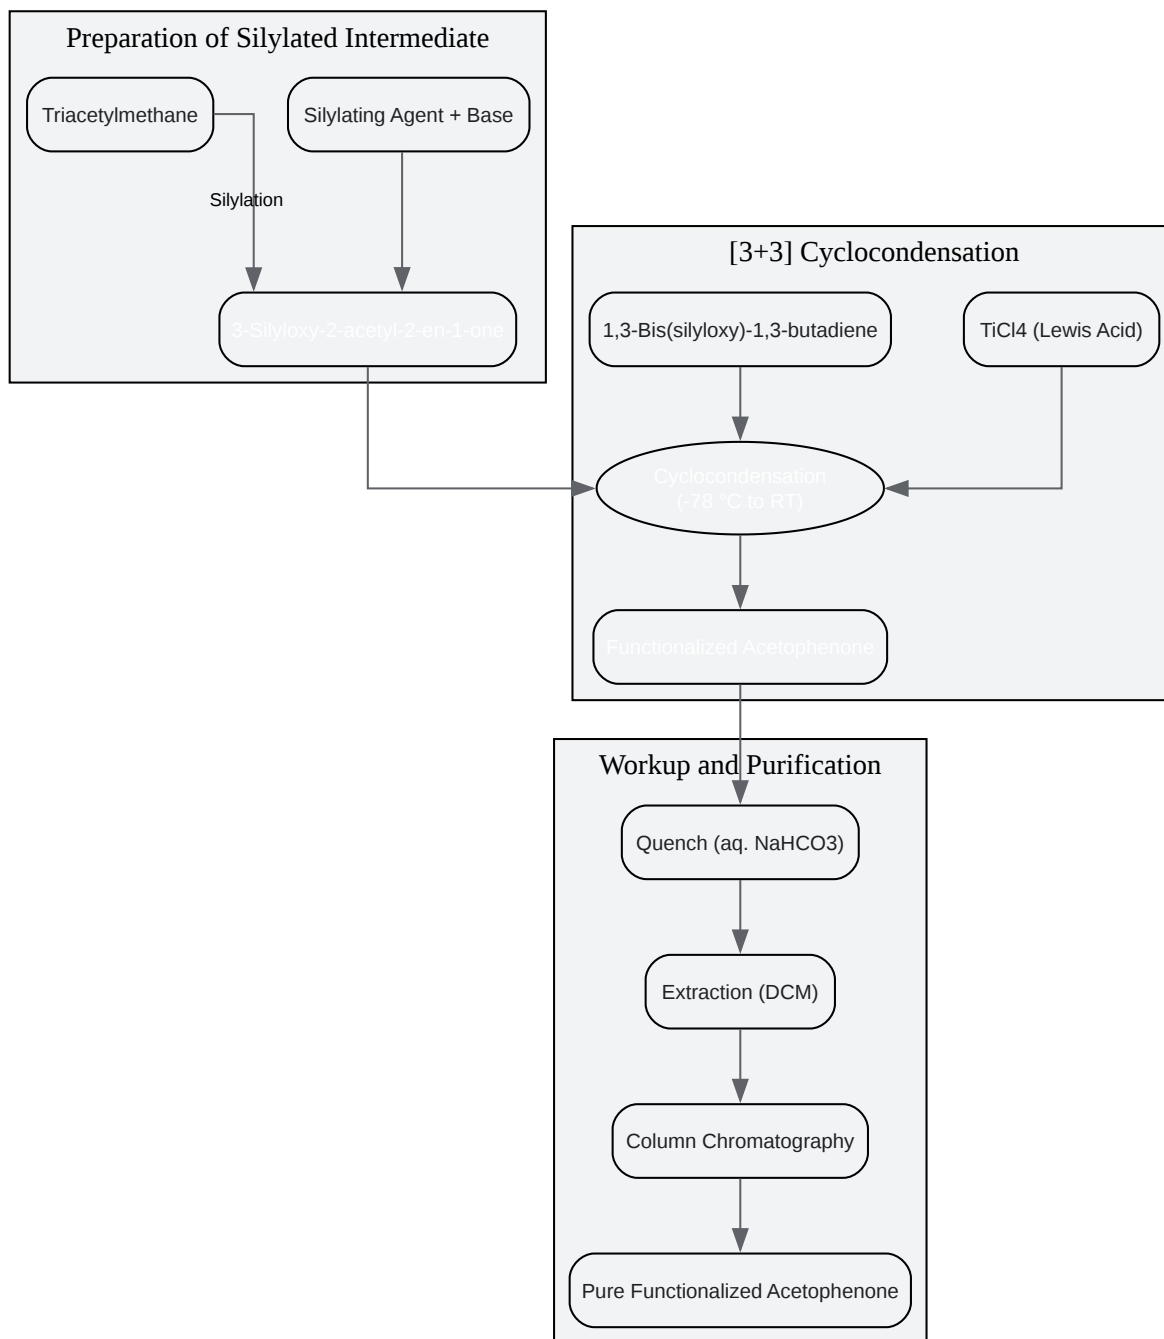 Preparation of Silylated Intermediate
Triacetylmethane
Silylating Agent + Base
Silylation
3-Silyloxy-2-acetyl-2-en-1-one
[3+3] Cyclocondensation
1,3-Bis(silyloxy)-1,3-butadiene
TiCl4 (Lewis Acid)
Cyclocondensation
(-78 °C to RT)
Functionalized Acetophenone
Workup and Purification
Quench (aq. NaHCO3)
Extraction (DCM)
Column Chromatography
Pure Functionalized Acetophenone